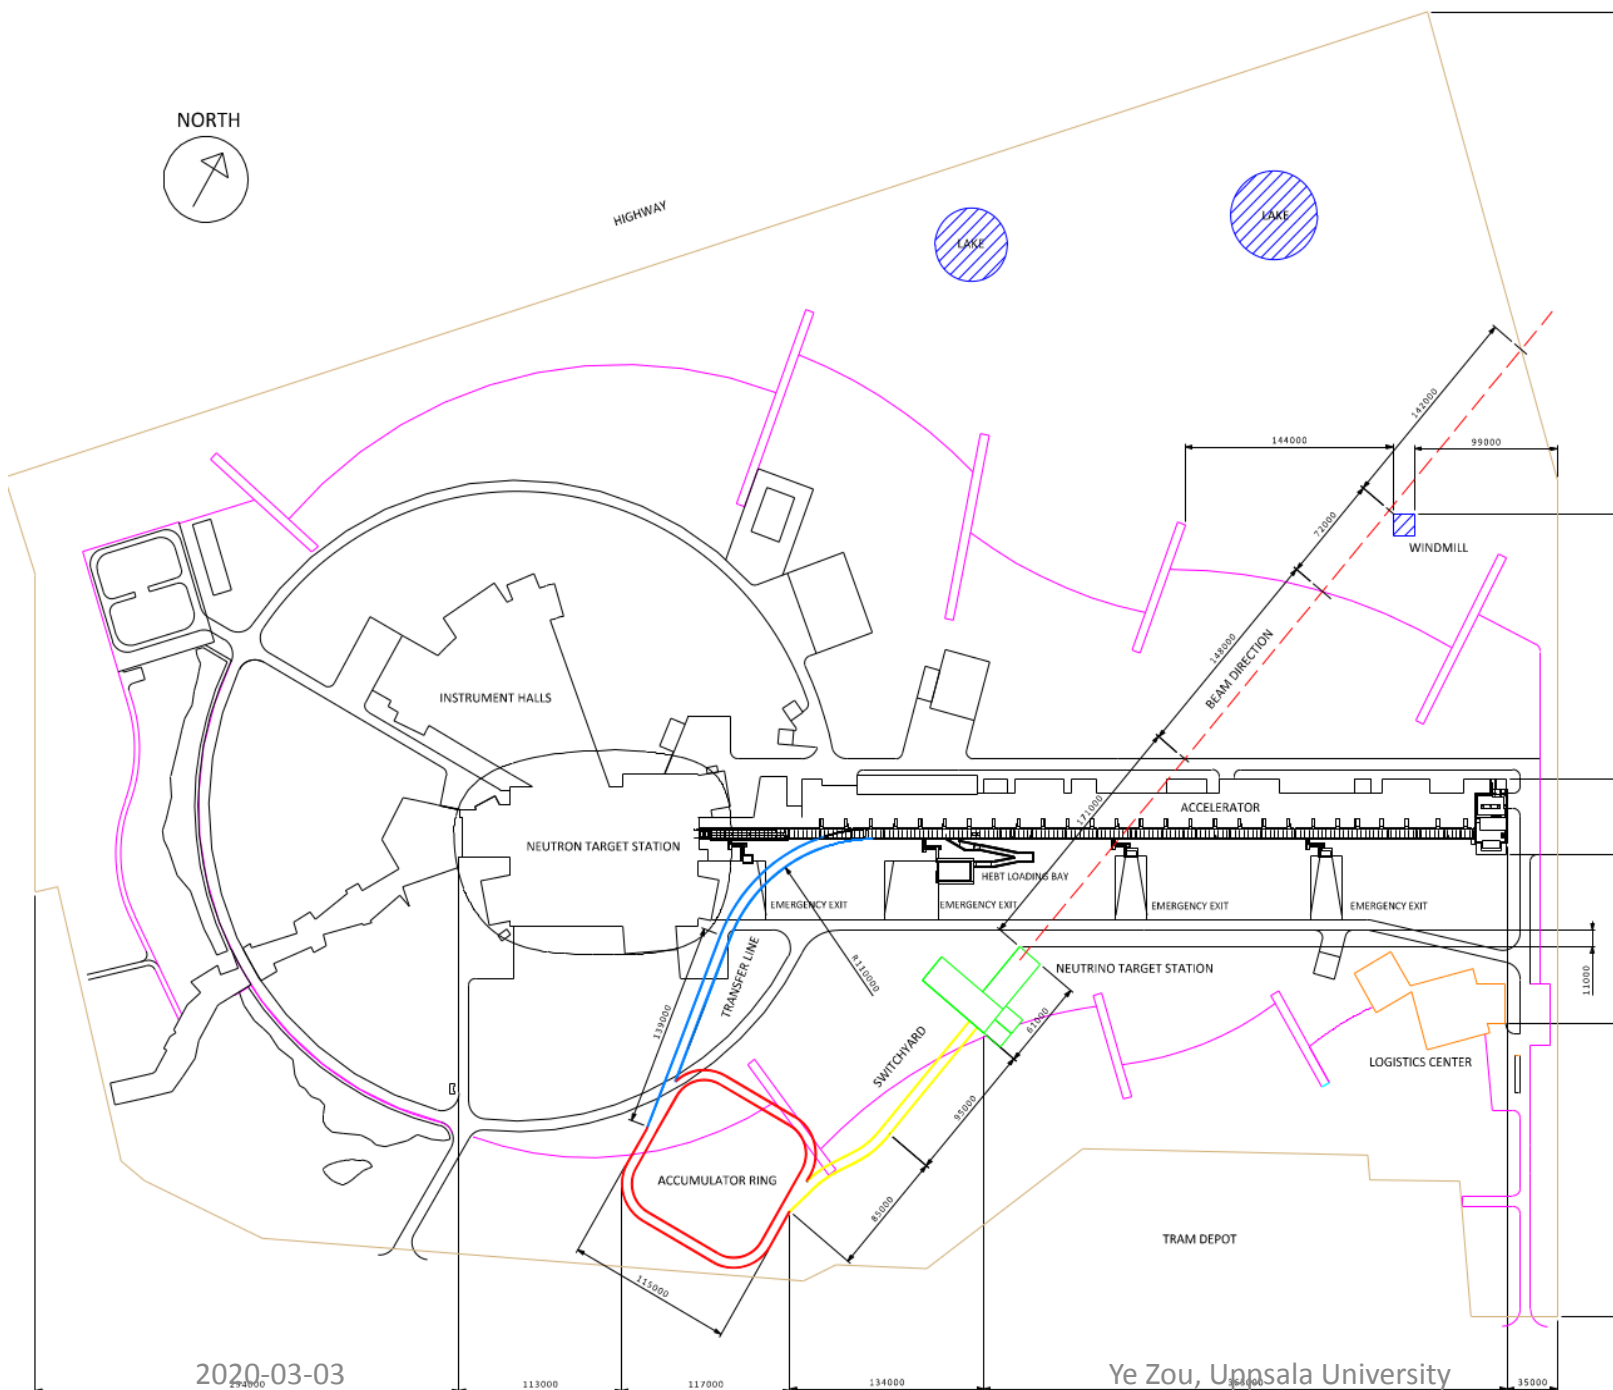 NORTH
HIGHWAY
LAKE
LAKE
142000
144000
99000
72000
WINDMILL
148000
BEAM DIRECTION
INSTRUMENT HALLS
171000
ACCELERATOR
NEUTRON TARGET STATION
HEBT LOADING BAY
EMERGENCY EXIT
EMERGENCY EXIT
EMERGENCY EXIT
EMERGENCY EXIT
TRANSFER LINE
R110000
NEUTRINO TARGET STATION
11000
139000
61000
SWITCHYARD
LOGISTICS CENTER
95000
ACCUMULATOR RING
85000
TRAM DEPOT
115000
2020-03-03
Ye Zou, Uppsala University
113000
117000
134000
35000